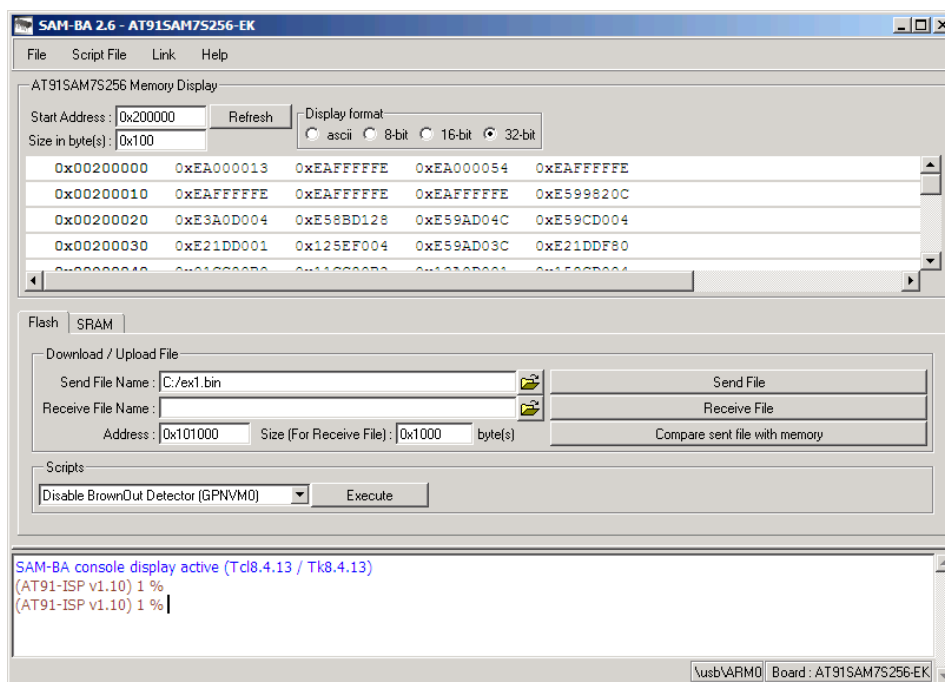 SAM-BA 2.6 - AT91SAM7S256-EK
File Script File Link Help
AT91SAM7S256 Memory Display
Start Address : 0x200000 Refresh
Size in byte(s) : 0x100
Display format
ascii 8-bit 16-bit 32-bit
0x00200000 0xEA000013 0xEAFFFFFE 0xEA000054 0xEAFFFFFE
0x00200010 0xEAFFFFFE 0xEAFFFFFE 0xEAFFFFFE 0xE599820C
0x00200020 0xE3A0D004 0xE58BD128 0xE59AD04C 0xE59CD004
0x00200030 0xE21DD001 0x125EF004 0xE59AD03C 0xE21DDF80
Flash SRAM
Download / Upload File
Send File Name : C:/ex1.bin Send File
Receive File Name : Receive File
Address : 0x101000 Size (For Receive File) : 0x1000 byte(s) Compare sent file with memory
Scripts
Disable BrownOut Detector (GPNVM0) Execute
SAM-BA console display active (Tcl8.4.13 / Tk8.4.13)
(AT91-ISP v1.10) 1 %
(AT91-ISP v1.10) 1 %
\usb\ARM0 Board : AT91SAM7S256-EK